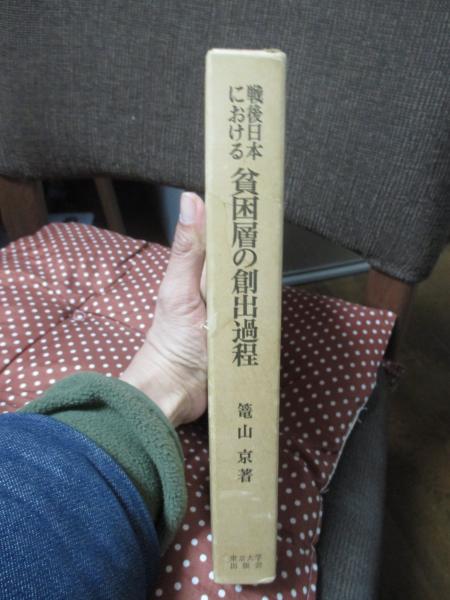 戦後日本
における
貧困層の創出過程
篭山 京著
東京大学
出版会